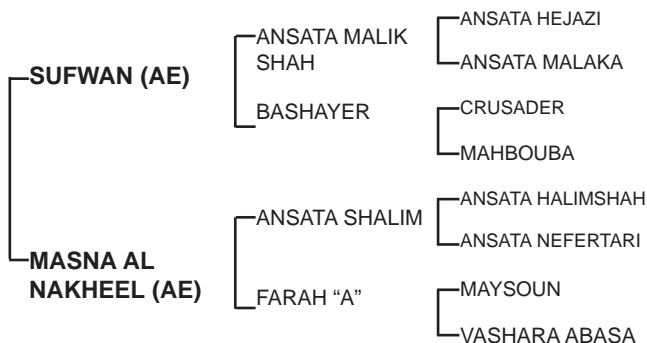 ANSATA HEJAZI
ANSATA MALIK
SHAH
ANSATA MALAKA
SUFWAN (AE)
BASHAYER
CRUSADER
MAHBOUBA
ANSATA HALIMSHAH
ANSATA SHALIM
ANSATA NEFERTARI
MASNA AL
NAKHEEL (AE)
FARAH “A”
MAYSOUN
VASHARA ABASA